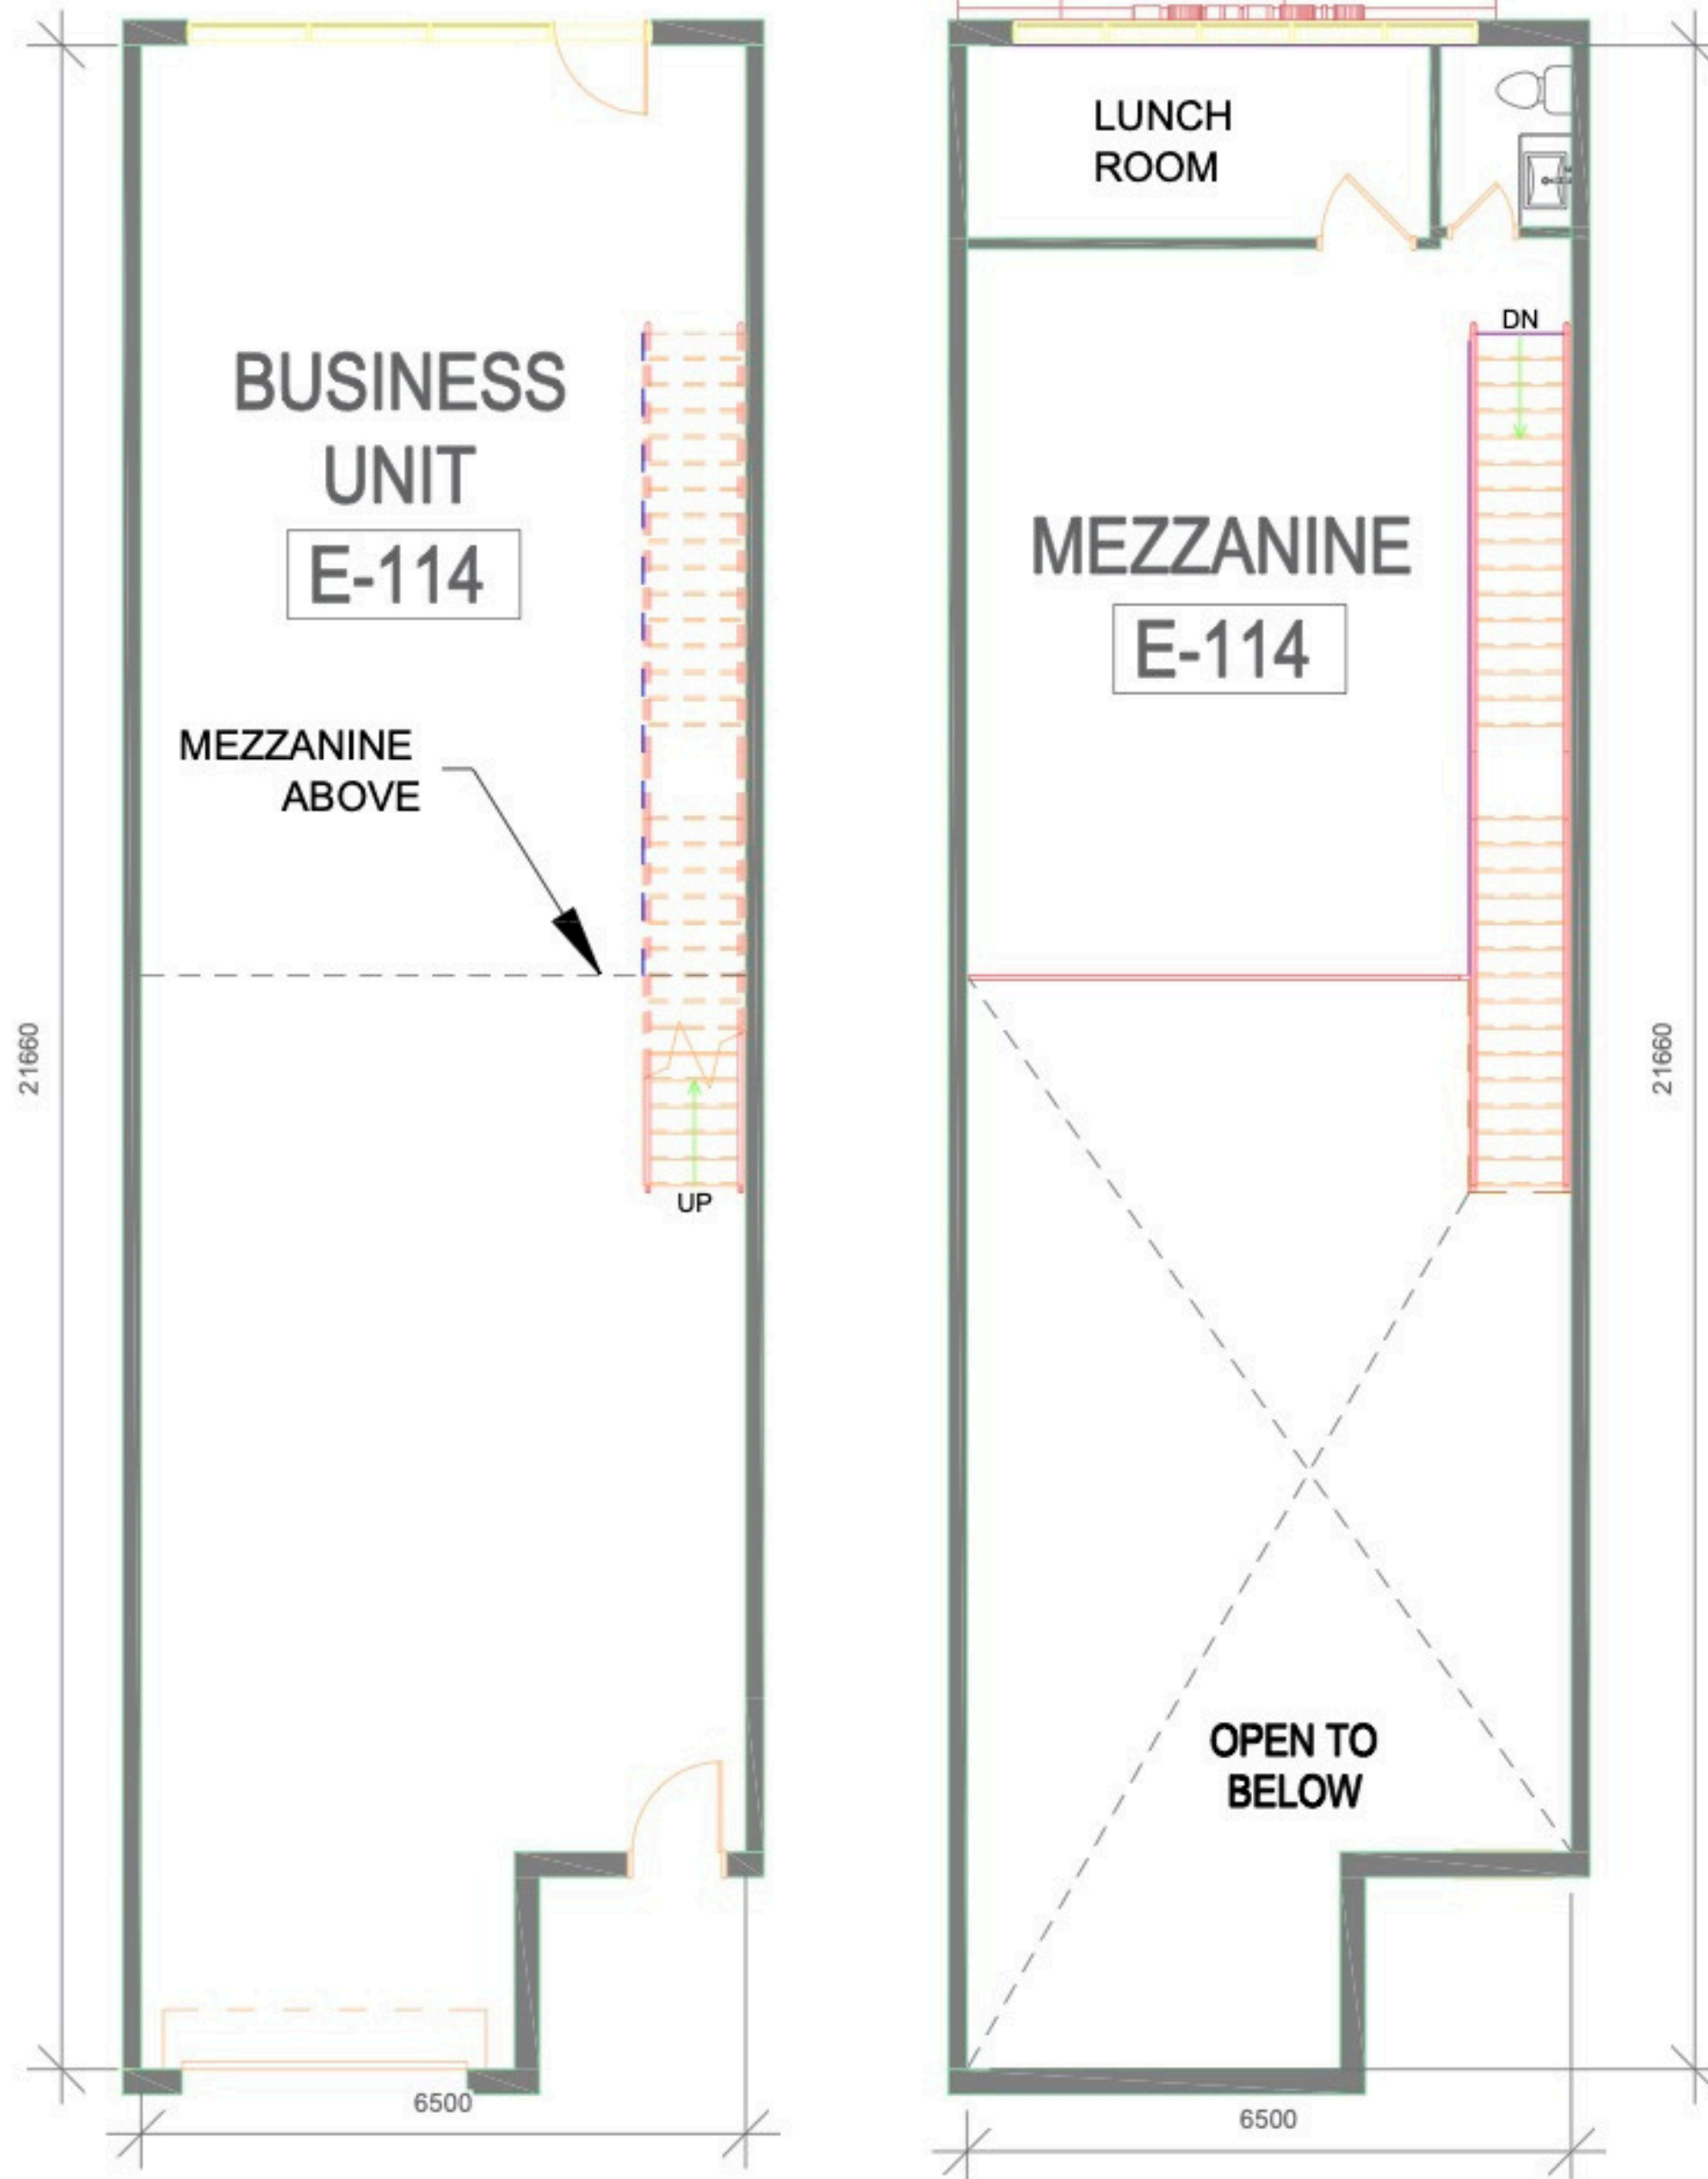 BUSINESS
UNIT
E-114
MEZZANINE
ABOVE
UP
21660
6500
LUNCH
ROOM
DN
MEZZANINE
E-114
OPEN TO
BELOW
21660
6500